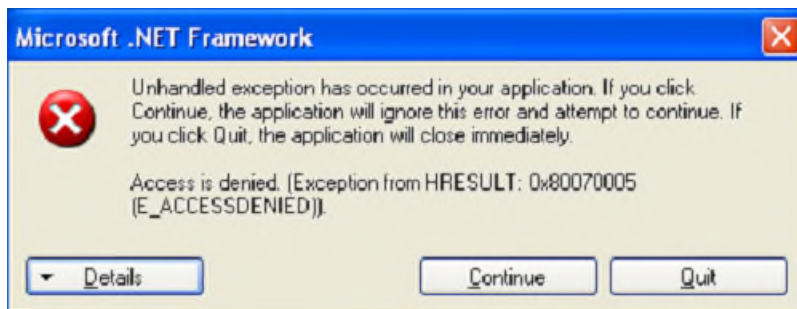 Microsoft .NET Framework
Unhandled exception has occurred in your application. If you click
Continue, the application will ignore this error and attempt to continue. If
you click Quit, the application will close immediately.
Access is denied. (Exception from HRESULT: 0x80070005
(E_ACCESSDENIED)).
Details
Continue
Quit